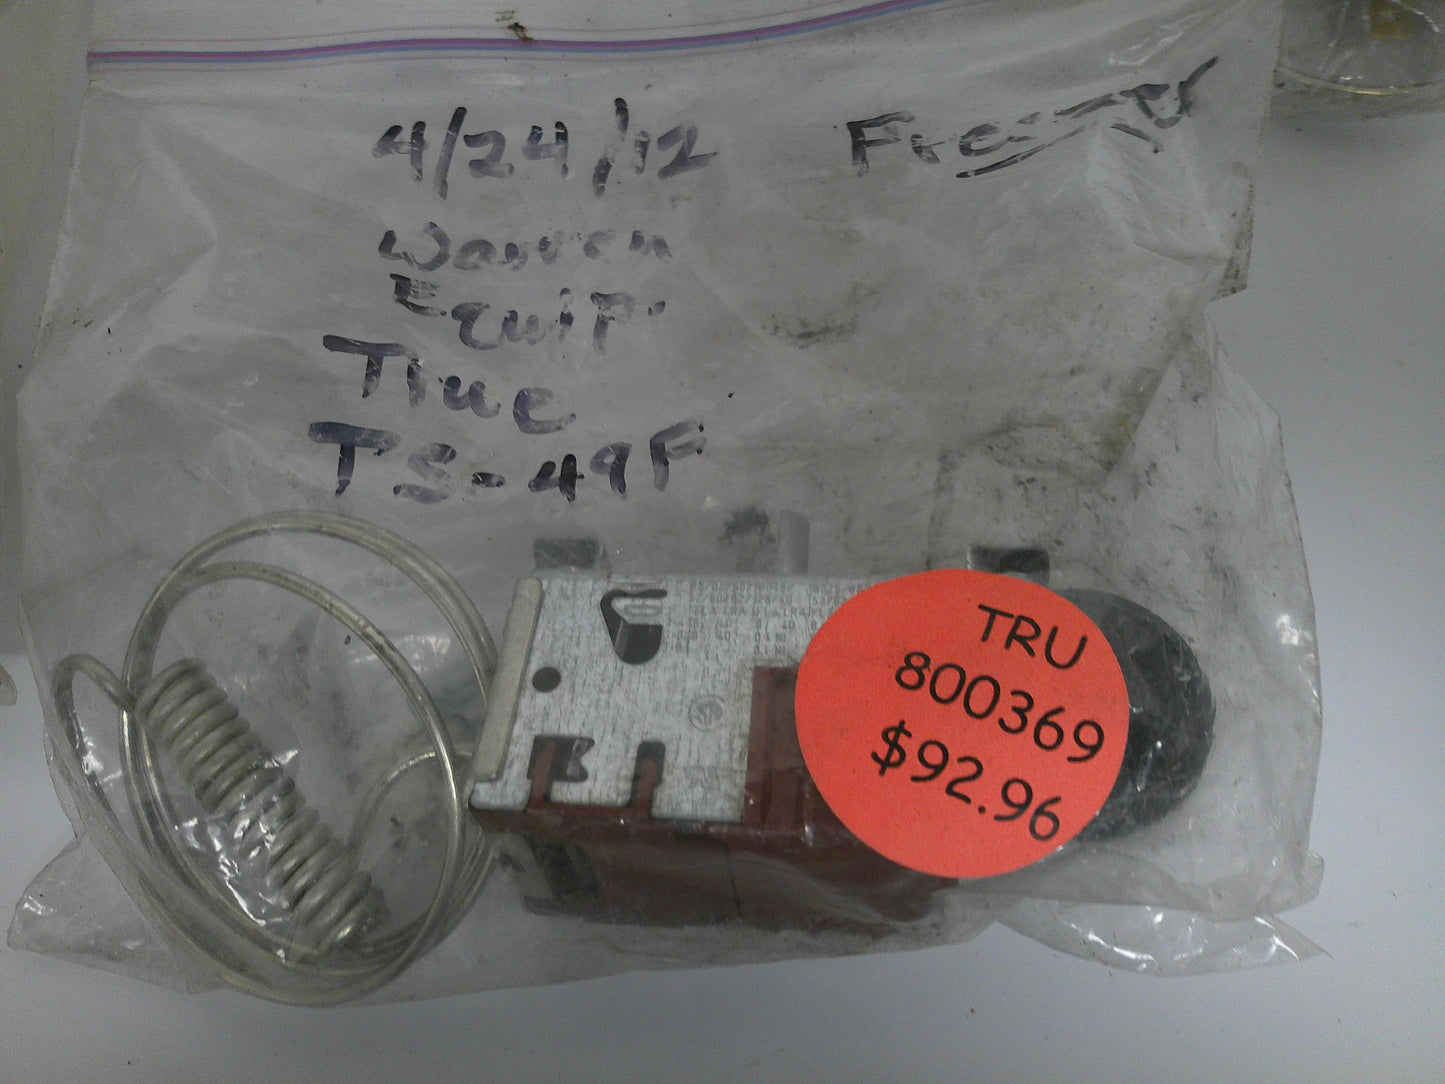 4/24/12
Freezer
Warren
Equip.
True
TS-49F
TRU
800369
$92.96